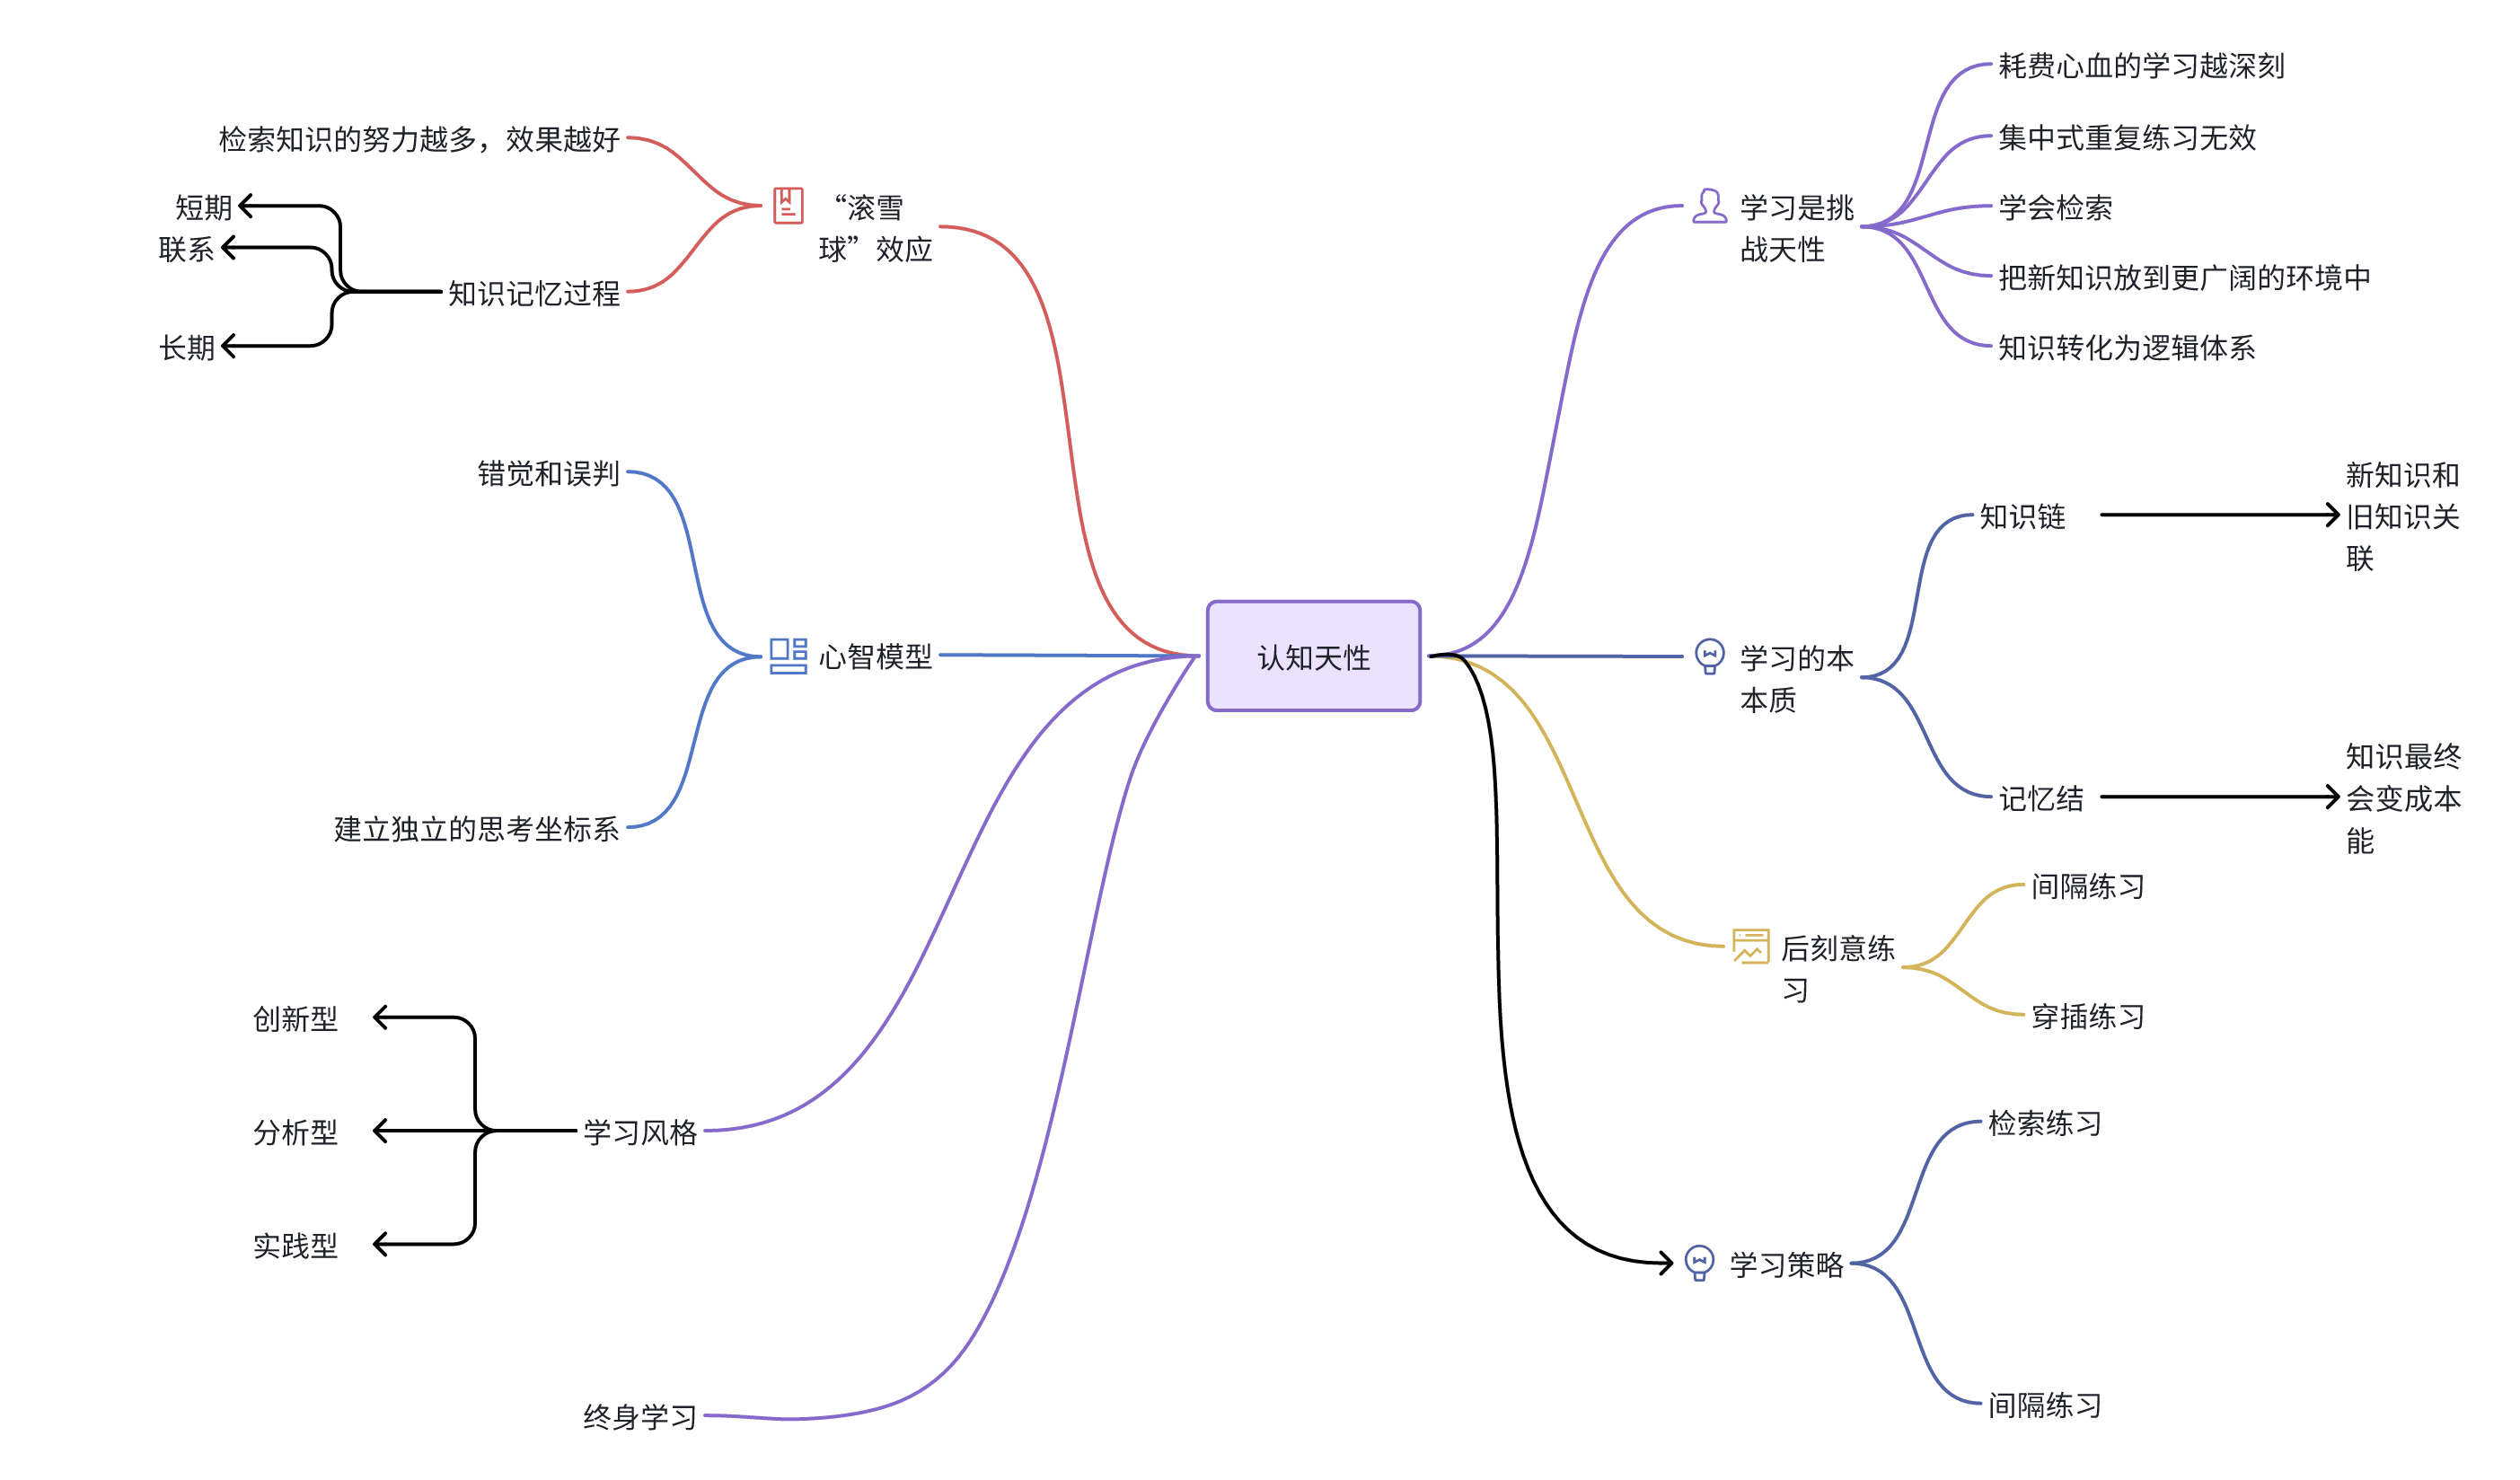 耗费心血的学习越深刻
集中式重复练习无效
学会检索
把新知识放到更广阔的环境中
知识转化为逻辑体系
学习是挑
战天性
检索知识的努力越多，效果越好
短期
联系
长期
知识记忆过程
“滚雪
球”效应
错觉和误判
心智模型
建立独立的思考坐标系
认知天性
学习的本
本质
知识链
新知识和
旧知识关
联
记忆结
知识最终
会变成本
能
后刻意练
习
间隔练习
穿插练习
创新型
分析型
实践型
学习风格
终身学习
学习策略
检索练习
间隔练习